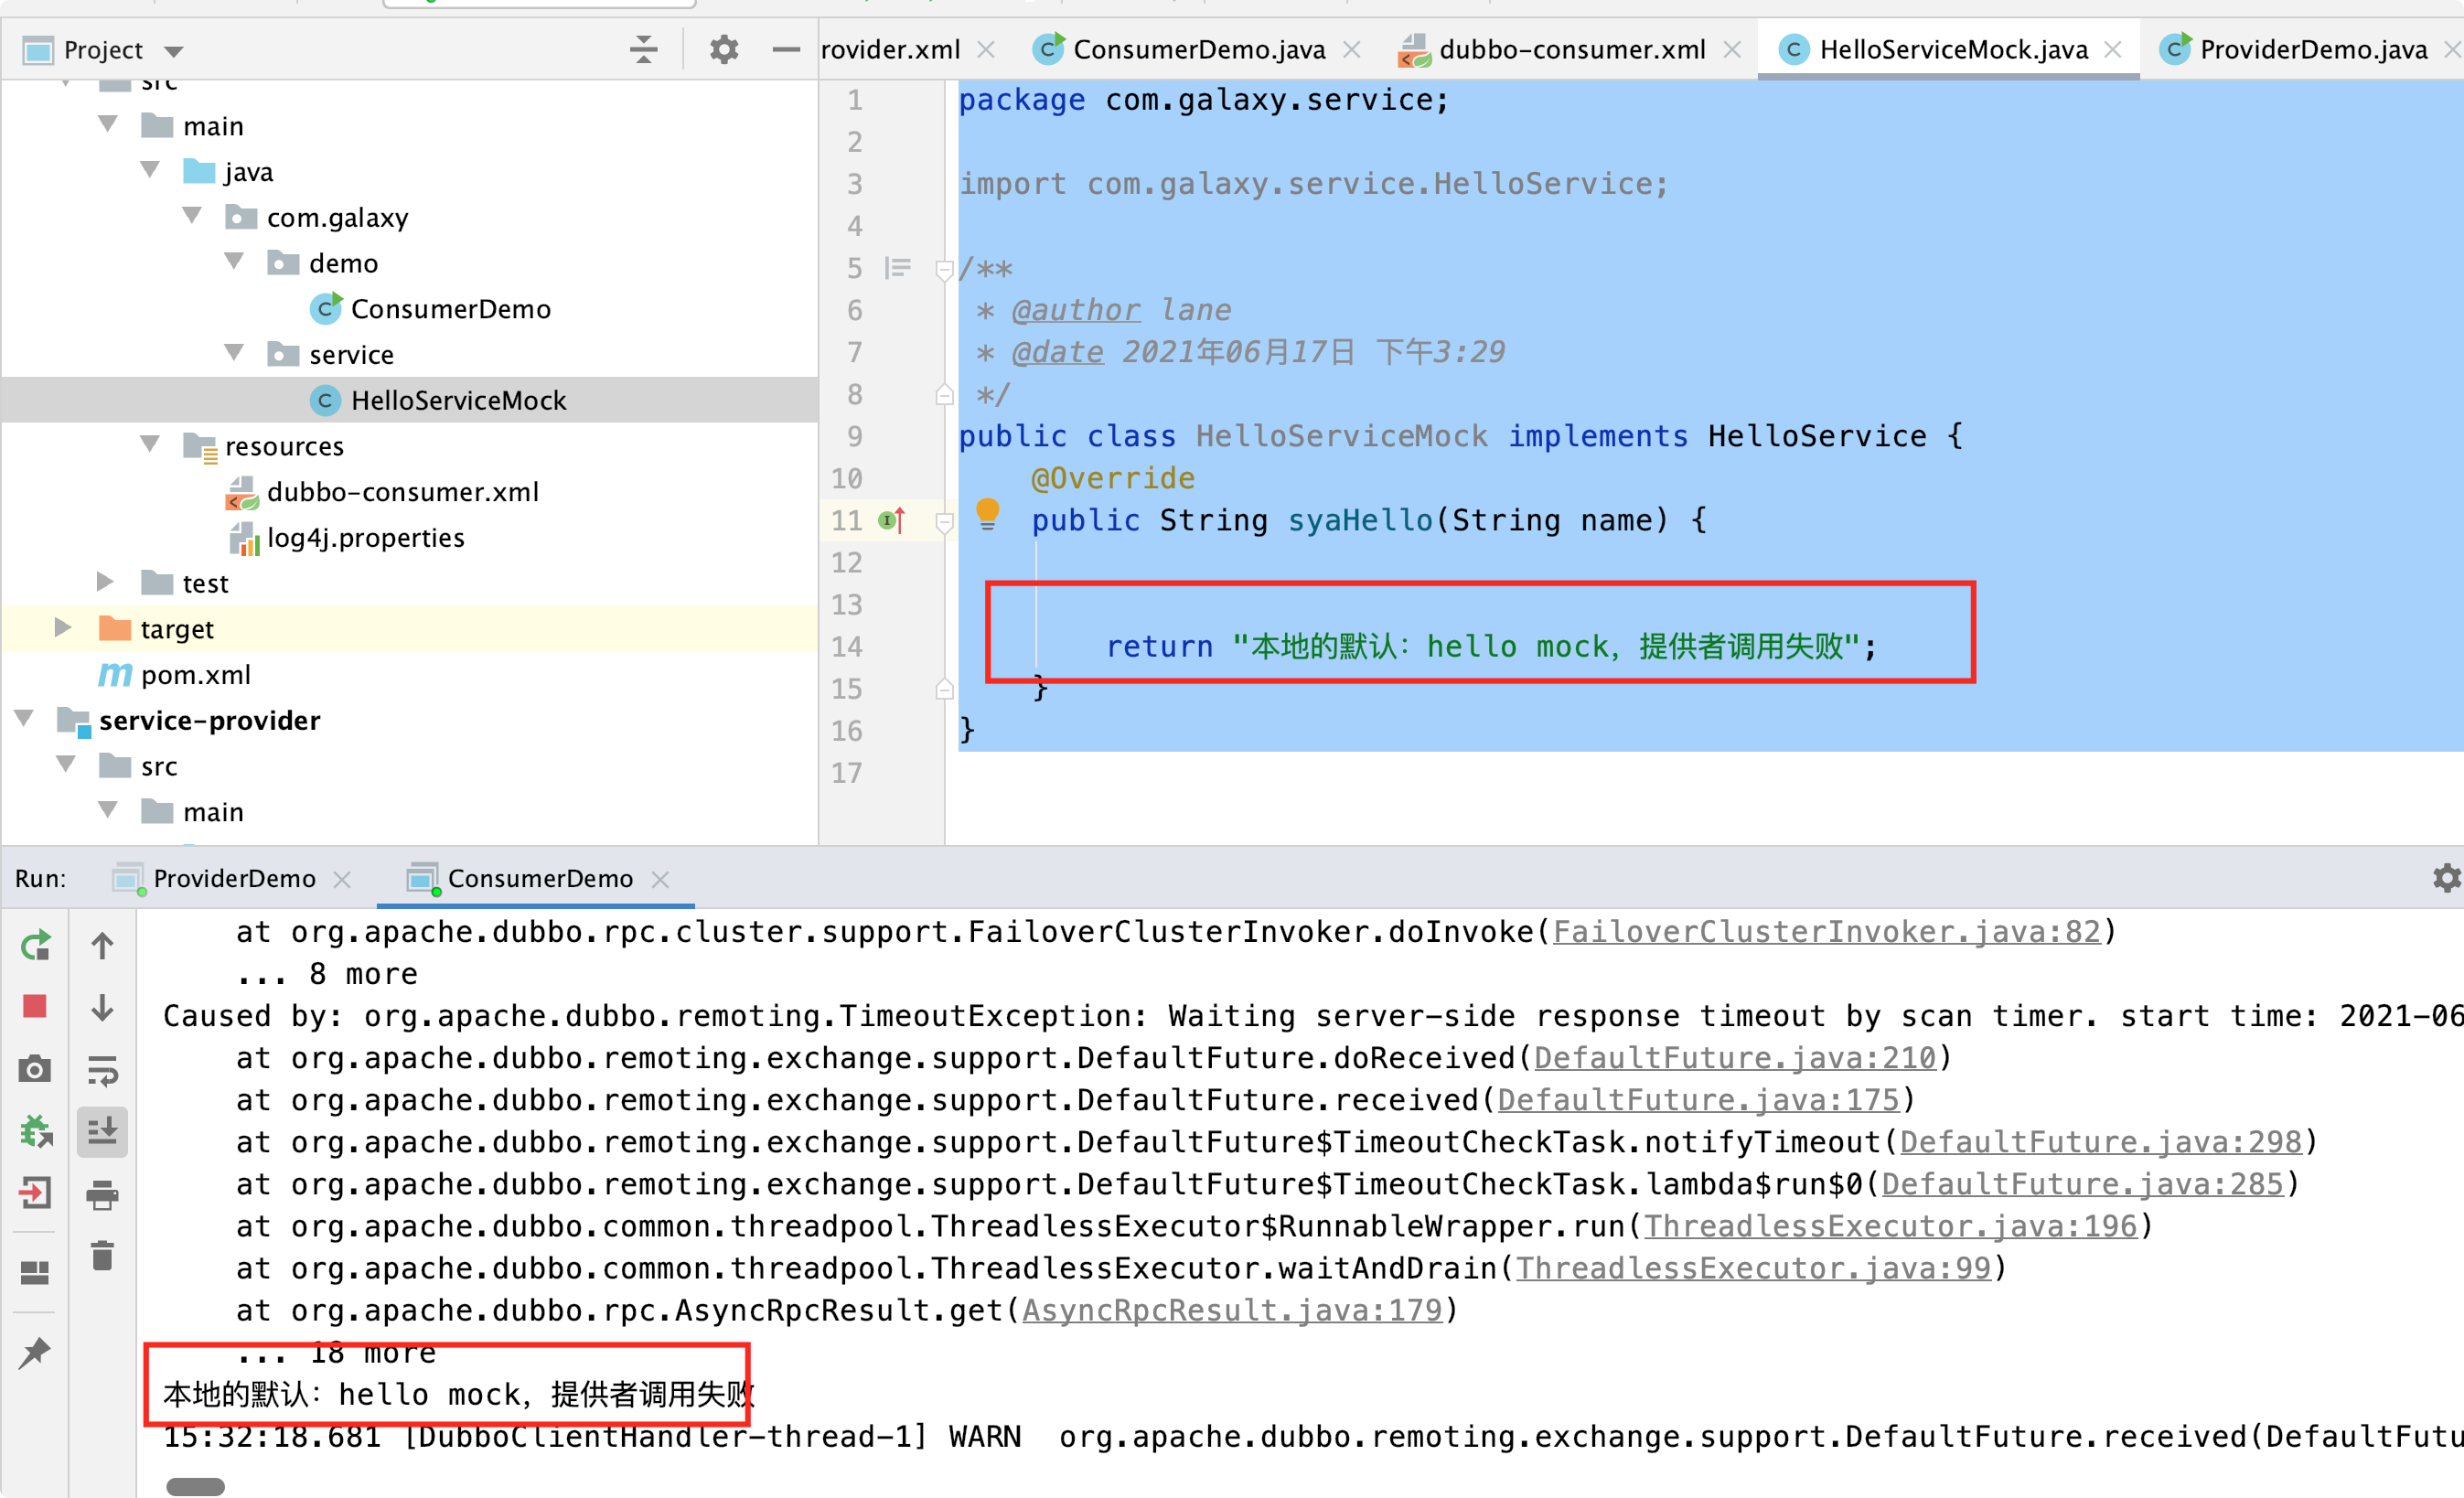 Project
rovider.xml
ConsumerDemo.java
dubbo-consumer.xml
HelloServiceMock.java
ProviderDemo.java
src
main
java
com.galaxy
demo
ConsumerDemo
service
HelloServiceMock
resources
dubbo-consumer.xml
log4j.properties
test
target
pom.xml
service-provider
src
main
1 package com.galaxy.service;
2
3 import com.galaxy.service.HelloService;
4
5 /**
6  * @author lane
7  * @date 2021年06月17日 下午3:29
8  */
9 public class HelloServiceMock implements HelloService {
10     @Override
11     public String syaHello(String name) {
12
13
14         return "本地的默认：hello mock，提供者调用失败";
15     }
16 }
17
Run: ProviderDemo ConsumerDemo
at org.apache.dubbo.rpc.cluster.support.FailoverClusterInvoker.doInvoke(FailoverClusterInvoker.java:82)
... 8 more
Caused by: org.apache.dubbo.remoting.TimeoutException: Waiting server-side response timeout by scan timer. start time: 2021-06
at org.apache.dubbo.remoting.exchange.support.DefaultFuture.doReceived(DefaultFuture.java:210)
at org.apache.dubbo.remoting.exchange.support.DefaultFuture.received(DefaultFuture.java:175)
at org.apache.dubbo.remoting.exchange.support.DefaultFuture$TimeoutCheckTask.notifyTimeout(DefaultFuture.java:298)
at org.apache.dubbo.remoting.exchange.support.DefaultFuture$TimeoutCheckTask.lambda$run$0(DefaultFuture.java:285)
at org.apache.dubbo.common.threadpool.ThreadlessExecutor$RunnableWrapper.run(ThreadlessExecutor.java:196)
at org.apache.dubbo.common.threadpool.ThreadlessExecutor.waitAndDrain(ThreadlessExecutor.java:99)
at org.apache.dubbo.rpc.AsyncRpcResult.get(AsyncRpcResult.java:179)
... 18 more
本地的默认：hello mock，提供者调用失败
15:32:18.681 [DubboClientHandler-thread-1] WARN  org.apache.dubbo.remoting.exchange.support.DefaultFuture.received(DefaultFutu